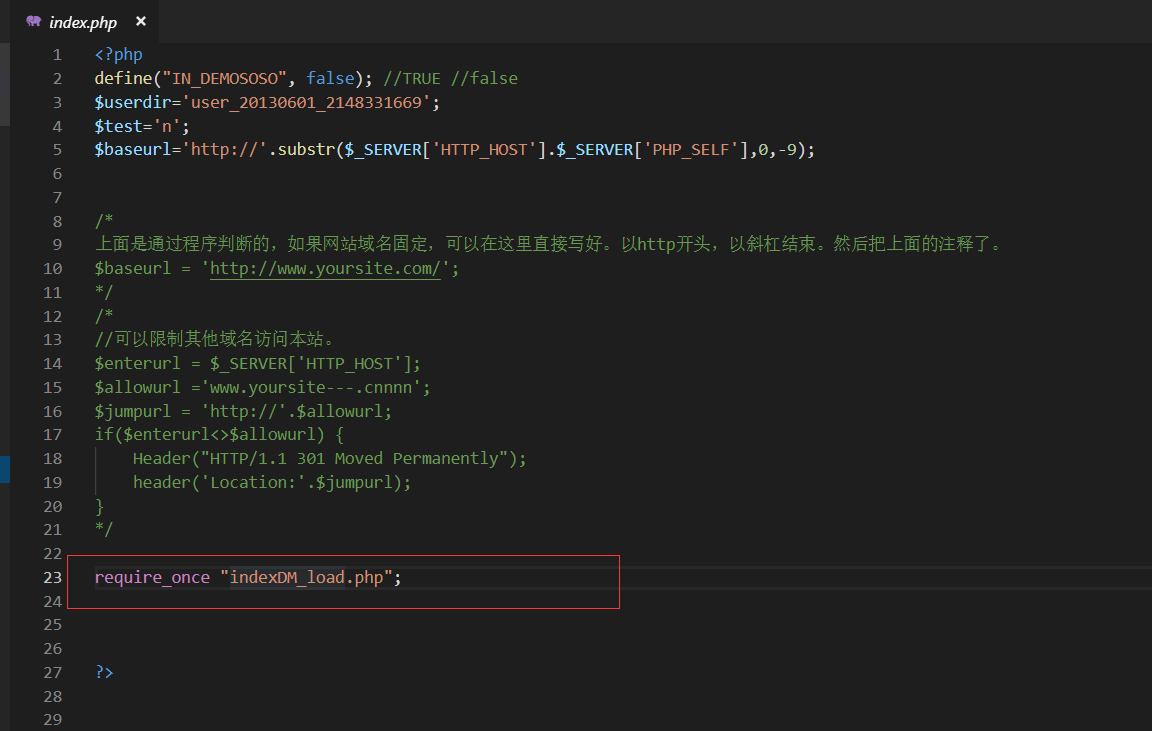 index.php ×
1 <?php
2 define("IN_DEMOSOSO", false); //TRUE //false
3 $userdir='user_20130601_2148331669';
4 $test='n';
5 $baseurl='http://'.substr($_SERVER['HTTP_HOST'].$_SERVER['PHP_SELF'],0,-9);
6
7
8 /*
9 上面是通过程序判断的，如果网站域名固定，可以在这里直接写好。以http开头，以斜杠结束。然后把上面的注释了。
10 $baseurl = 'http://www.yoursite.com/';
11 */
12 /*
13 //可以限制其他域名访问本站。
14 $enterurl = $_SERVER['HTTP_HOST'];
15 $allowurl ='www.yoursite---.cnnnn';
16 $jumpurl = 'http://'.$allowurl;
17 if($enterurl<>$allowurl) {
18 Header("HTTP/1.1 301 Moved Permanently");
19 header('Location:'.$jumpurl);
20 }
21 */
22
23 require_once "indexDM_load.php";
24
25
26
27 ?>
28
29